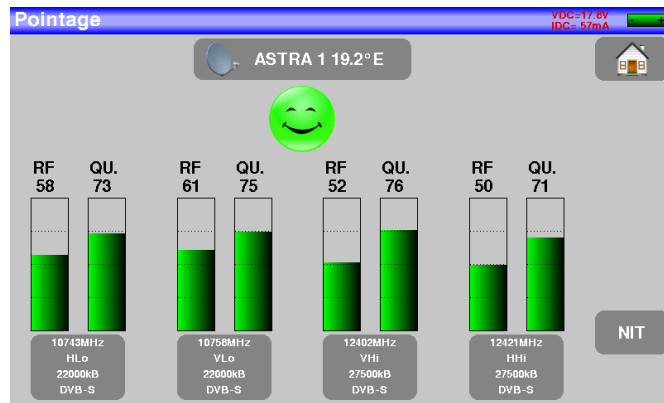 Pointage
VDC=17.8V
IDC= 57mA
ASTRA 1 19.2°E
RF QU. RF QU. RF QU. RF QU.
58 73 61 75 52 76 50 71
10743MHz 10758MHz 12402MHz 12421MHz
HLo VLo VHi HHi
22000kB 22000kB 27500kB 27500kB
DVB-S DVB-S DVB-S DVB-S
NIT